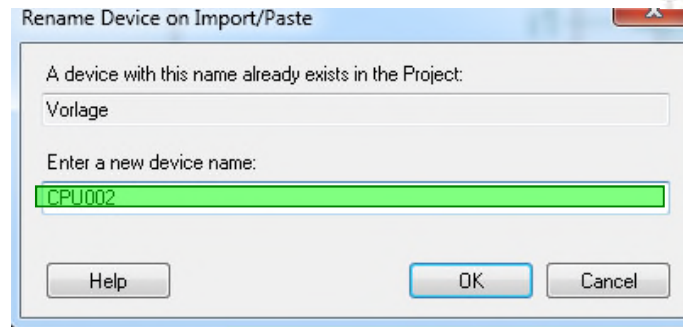 Rename Device on Import/Paste
A device with this name already exists in the Project:
Vorlage
Enter a new device name:
CPU002
Help
OK
Cancel